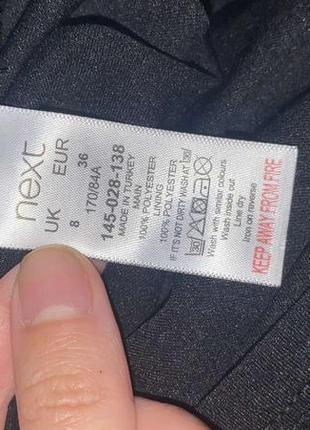 next
UK EUR
8 36
170/84A
145-028-138
MADE IN TURKEY
MAIN
100% POLYESTER
LINING
100% POLYESTER
IF IT'S NOT DIRTY WASH AT 30
Wash with similar colours
Wash inside out
Line dry
Iron on reverse
KEEP AWAY FROM FIRE